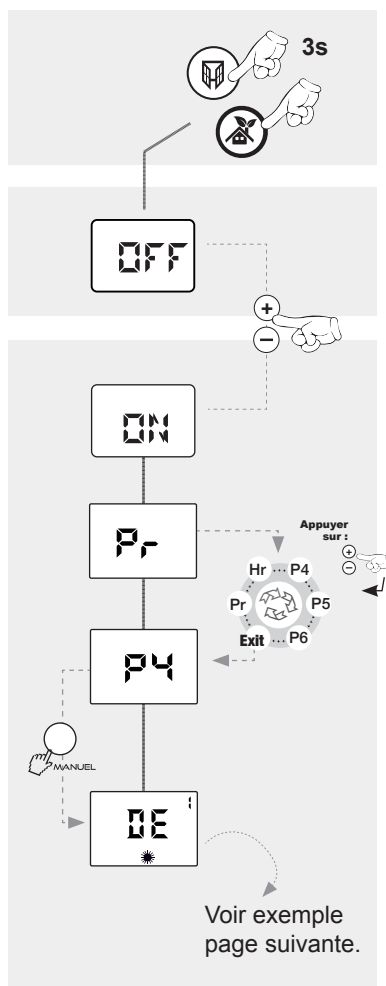 3s
OFF
+
−
ON
Pr
Appuyer
sur :
+
−
Hr ... P4
Pr P5
Exit ... P6
P4
MANUEL
1
DE
Voir exemple
page suivante.